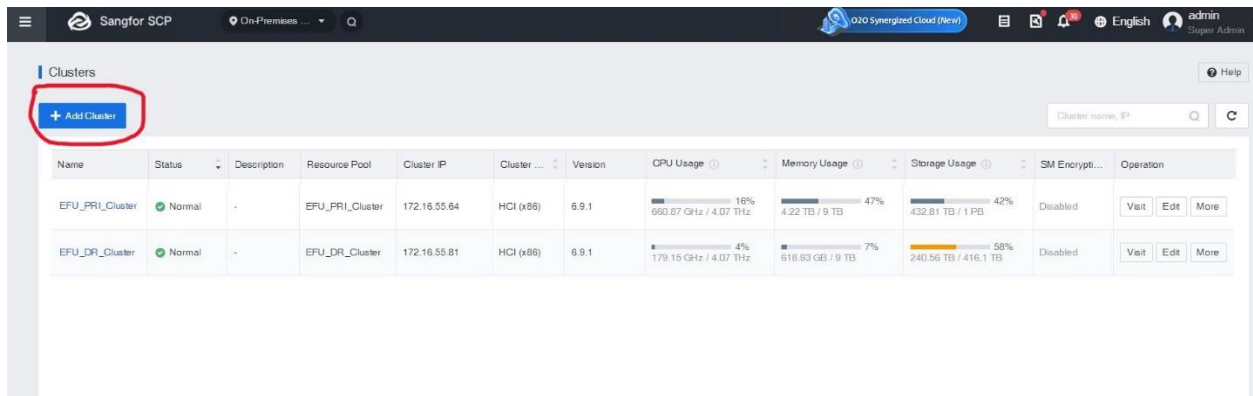 Sangfor SCP On-Premises ... O2O Synergized Cloud (New) 30 English admin
Super Admin
Clusters Help
+ Add Cluster Cluster name, IP
Name Status Description Resource Pool Cluster IP Cluster ... Version CPU Usage Memory Usage Storage Usage SM Encrypti... Operation
EFU_PRI_Cluster Normal - EFU_PRI_Cluster 172.16.55.64 HCI (x86) 6.9.1 16% 47% 42% Disabled Visit Edit More
660.87 GHz / 4.07 THz 4.22 TB / 9 TB 432.81 TB / 1 PB
EFU_DR_Cluster Normal - EFU_DR_Cluster 172.16.55.81 HCI (x86) 6.9.1 4% 7% 58% Disabled Visit Edit More
179.15 GHz / 4.07 THz 618.93 GB / 9 TB 240.56 TB / 416.1 TB